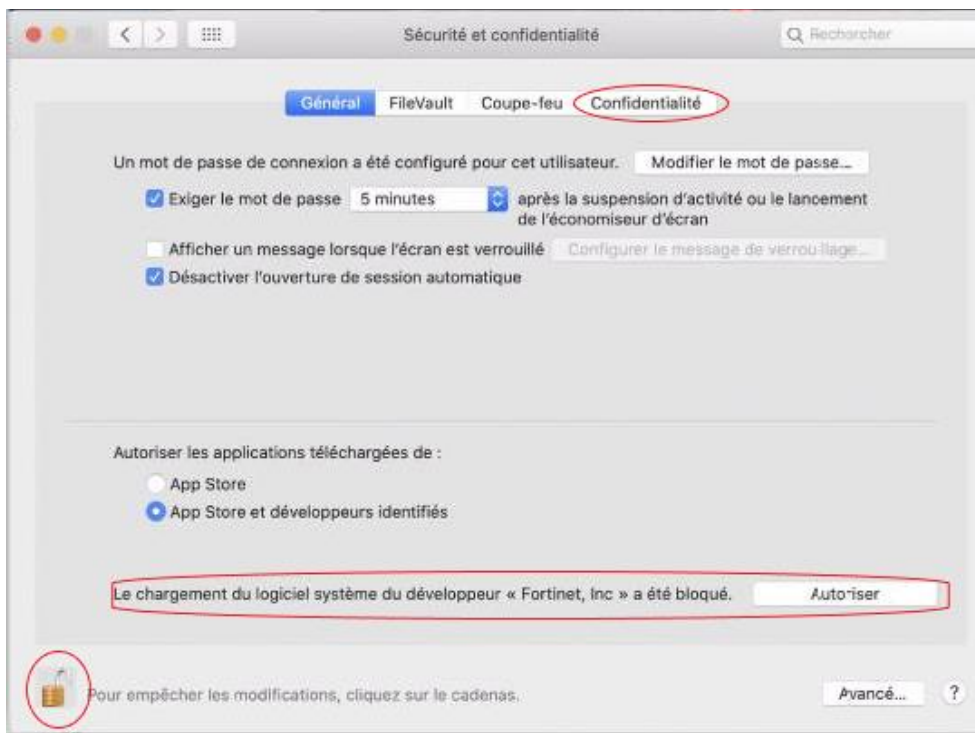 Sécurité et confidentialité
Rechercher
Général FileVault Coupe-feu Confidentialité
Un mot de passe de connexion a été configuré pour cet utilisateur. Modifier le mot de passe...
Exiger le mot de passe 5 minutes après la suspension d'activité ou le lancement
de l'économiseur d'écran
Afficher un message lorsque l'écran est verrouillé Configurer le message de verrouillage...
Désactiver l'ouverture de session automatique
Autoriser les applications téléchargées de :
App Store
App Store et développeurs identifiés
Le chargement du logiciel système du développeur « Fortinet, Inc » a été bloqué. Autoriser
Pour empêcher les modifications, cliquez sur le cadenas. Avancé... ?